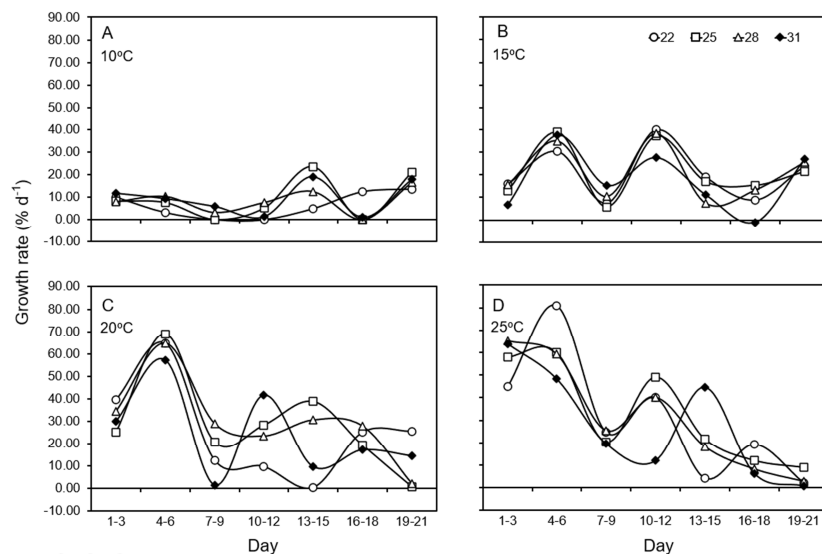 A
10°C
90.00
80.00
70.00
60.00
50.00
40.00
30.00
20.00
10.00
0.00
-10.00
B
15°C
22 25 28 31
C
20°C
90.00
80.00
70.00
60.00
50.00
40.00
30.00
20.00
10.00
0.00
-10.00
1-3 4-6 7-9 10-12 13-15 16-18 19-21
Day
D
25°C
1-3 4-6 7-9 10-12 13-15 16-18 19-21
Day
Growth rate (% d-1)